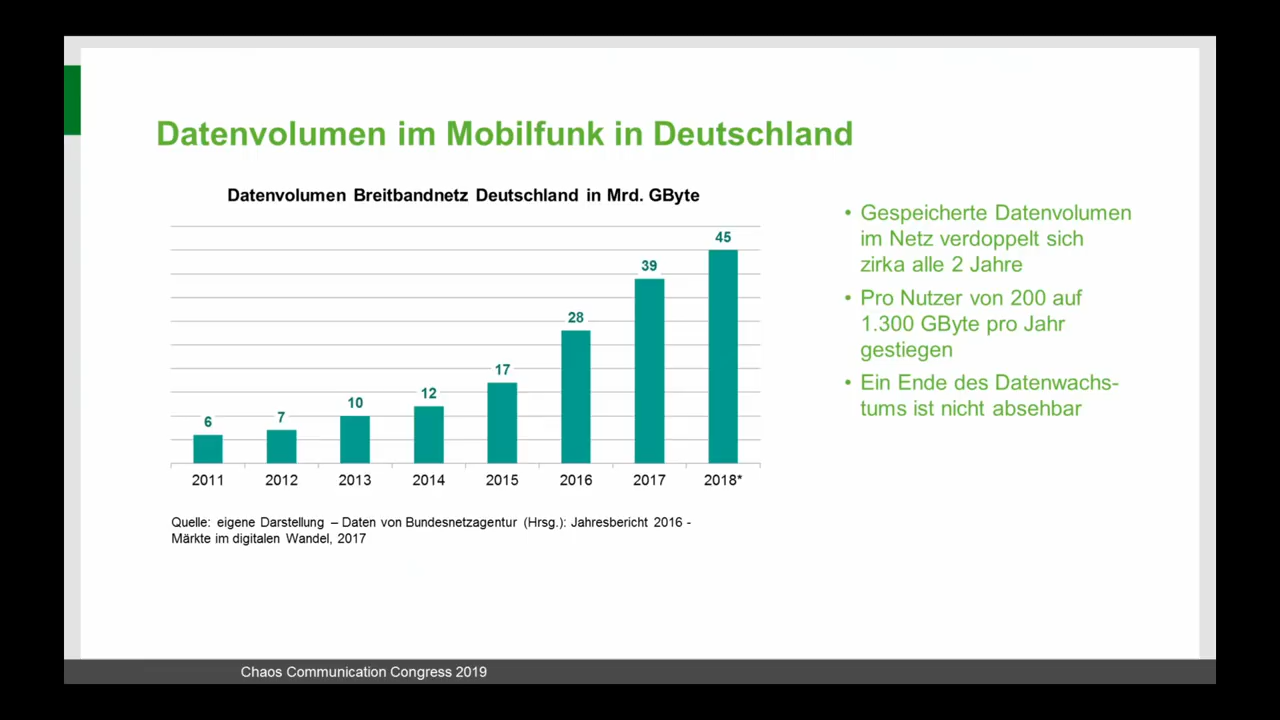 Datenvolumen im Mobilfunk in Deutschland
Datenvolumen Breitbandnetz Deutschland in Mrd. GByte
6
7
10
12
17
28
39
45
2011
2012
2013
2014
2015
2016
2017
2018*
Quelle: eigene Darstellung – Daten von Bundesnetzagentur (Hrsg.): Jahresbericht 2016 -
Märkte im digitalen Wandel, 2017
• Gespeicherte Datenvolumen
im Netz verdoppelt sich
zirka alle 2 Jahre
• Pro Nutzer von 200 auf
1.300 GByte pro Jahr
gestiegen
• Ein Ende des Datenwachs-
tums ist nicht absehbar
Chaos Communication Congress 2019